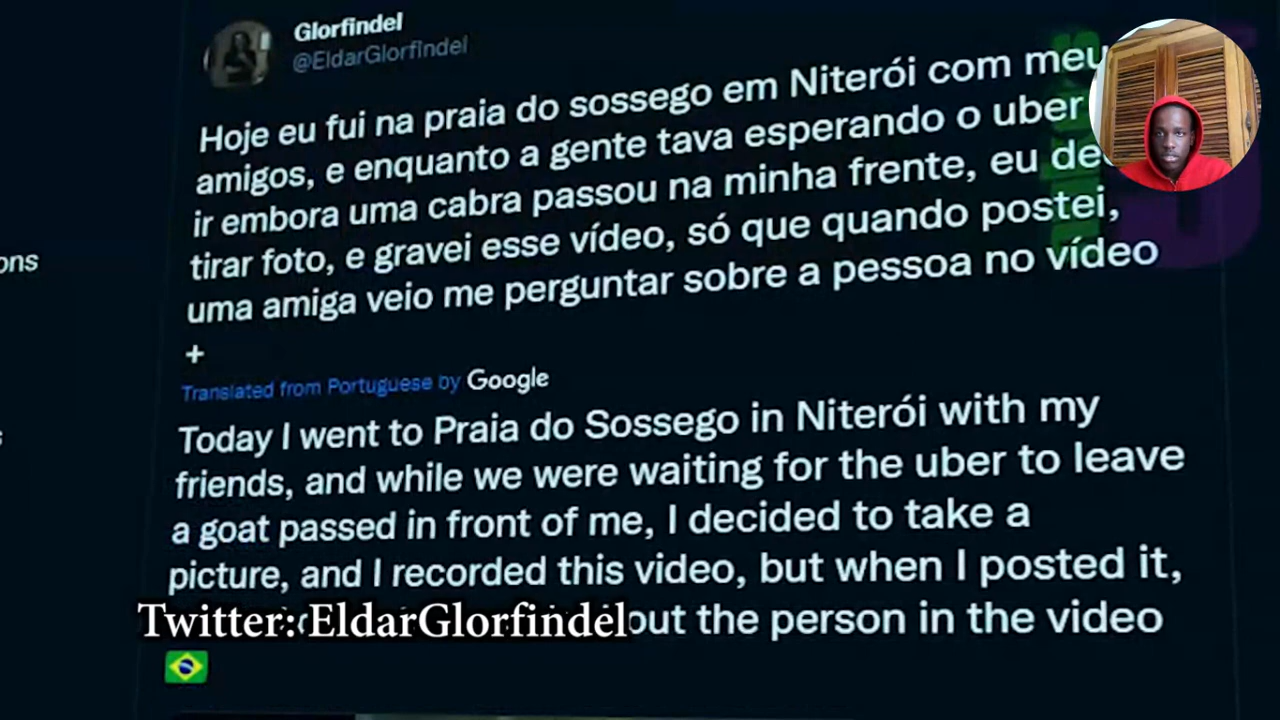 Glorfindel
@EldarGlorfindel
Hoje eu fui na praia do sossego em Niterói com meu
amigos, e enquanto a gente tava esperando o uber
ir embora uma cabra passou na minha frente, eu
tirar foto, e gravei esse vídeo, só que quando postei,
uma amiga veio me perguntar sobre a pessoa no vídeo
+
Translated from Portuguese by Google
Today I went to Praia do Sossego in Niterói with my
friends, and while we were waiting for the uber to leave
a goat passed in front of me, I decided to take a
picture, and I recorded this video, but when I posted it,
the person in the video
Twitter: EldarGlorfindel